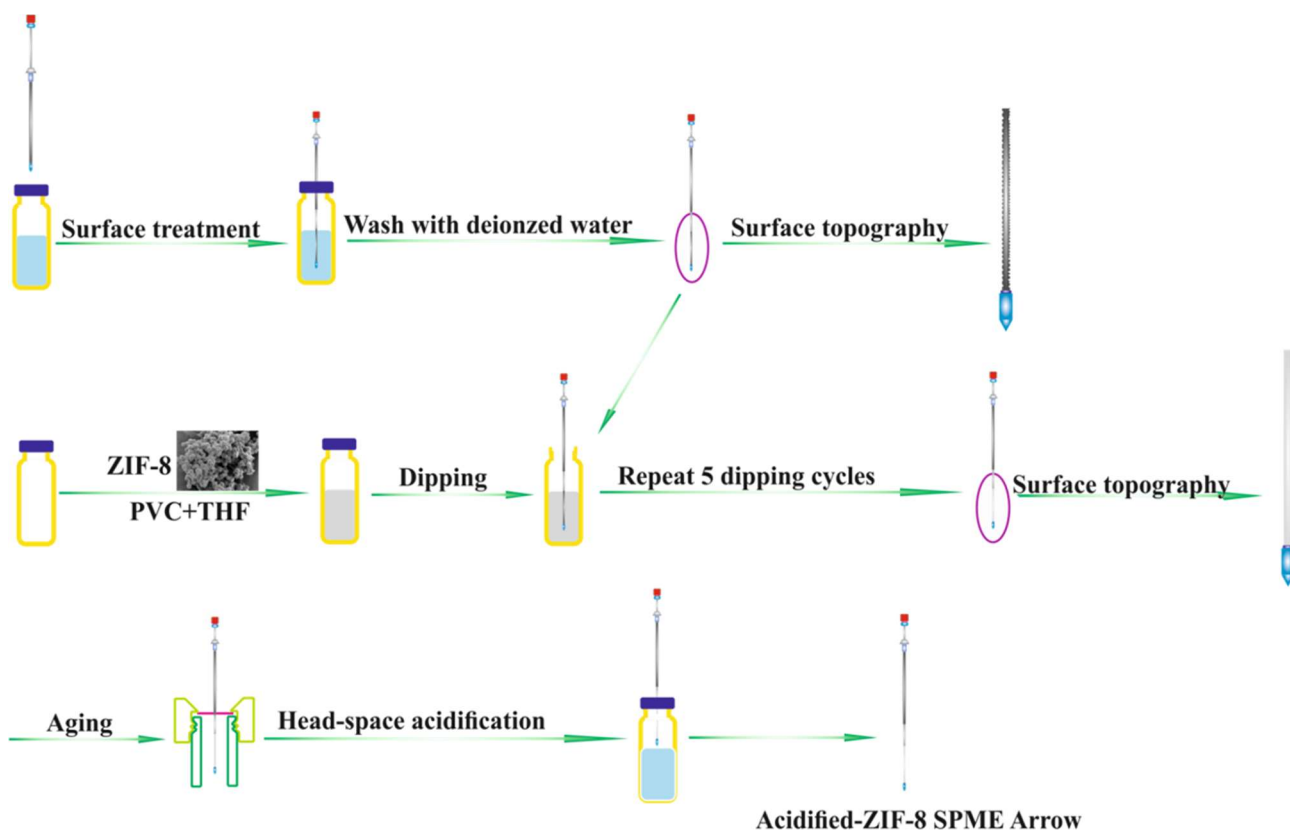 Surface treatment
Wash with deionzed water
Surface topography
ZIF-8
PVC+THF
Dipping
Repeat 5 dipping cycles
Surface topography
Aging
Head-space acidification
Acidified-ZIF-8 SPME Arrow